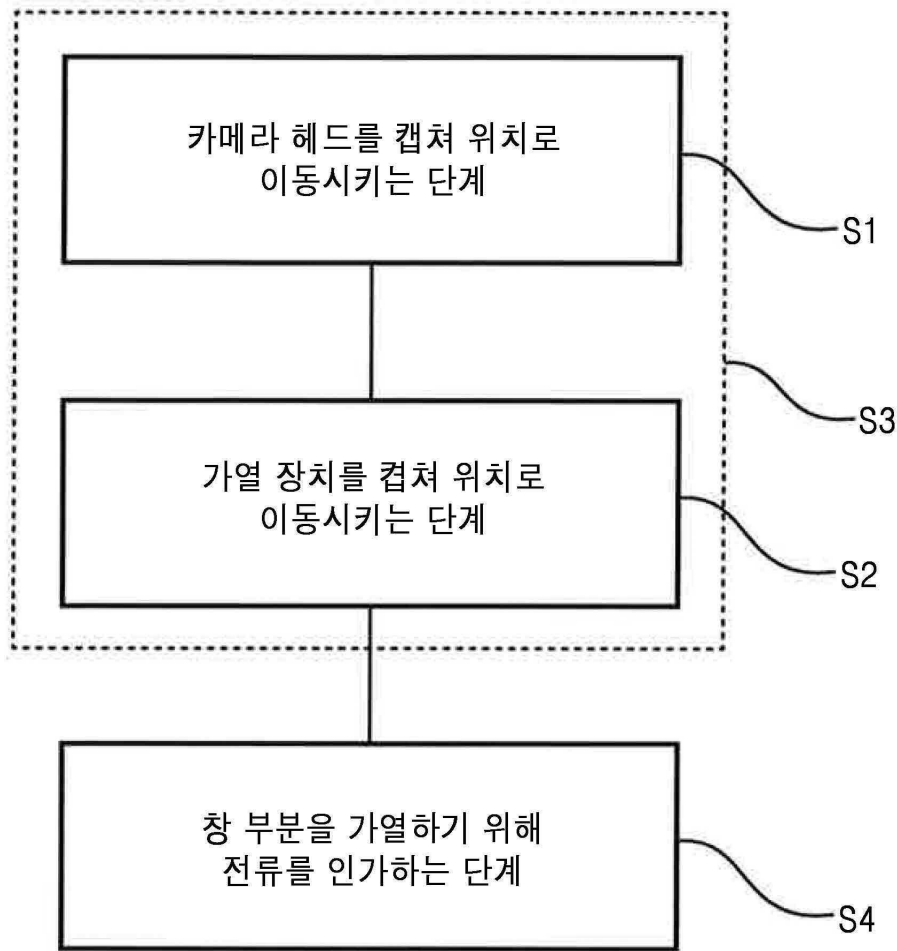 카메라 헤드를 캡쳐 위치로
이동시키는 단계
S1
S3
가열 장치를 켭쳐 위치로
이동시키는 단계
S2
창 부분을 가열하기 위해
전류를 인가하는 단계
S4